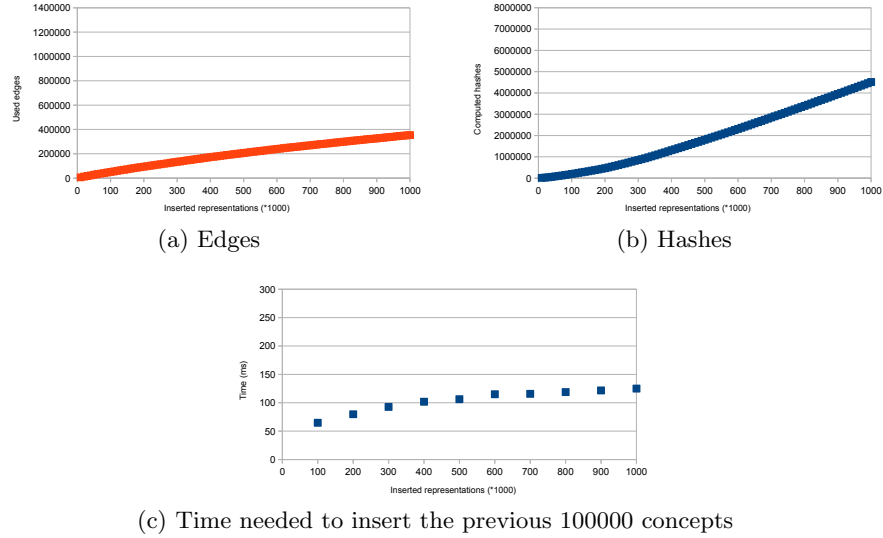 1400000
1200000
1000000
800000
600000
400000
200000
0
Used edges
0 100 200 300 400 500 600 700 800 900 1000
Inserted representations (*1000)
(a) Edges
8000000
7000000
6000000
5000000
4000000
3000000
2000000
1000000
0
Computed hashes
0 100 200 300 400 500 600 700 800 900 1000
Inserted representations (*1000)
(b) Hashes
300
250
200
150
100
50
0
Time (ms)
0 100 200 300 400 500 600 700 800 900 1000
Inserted representations (*1000)
(c) Time needed to insert the previous 100000 concepts